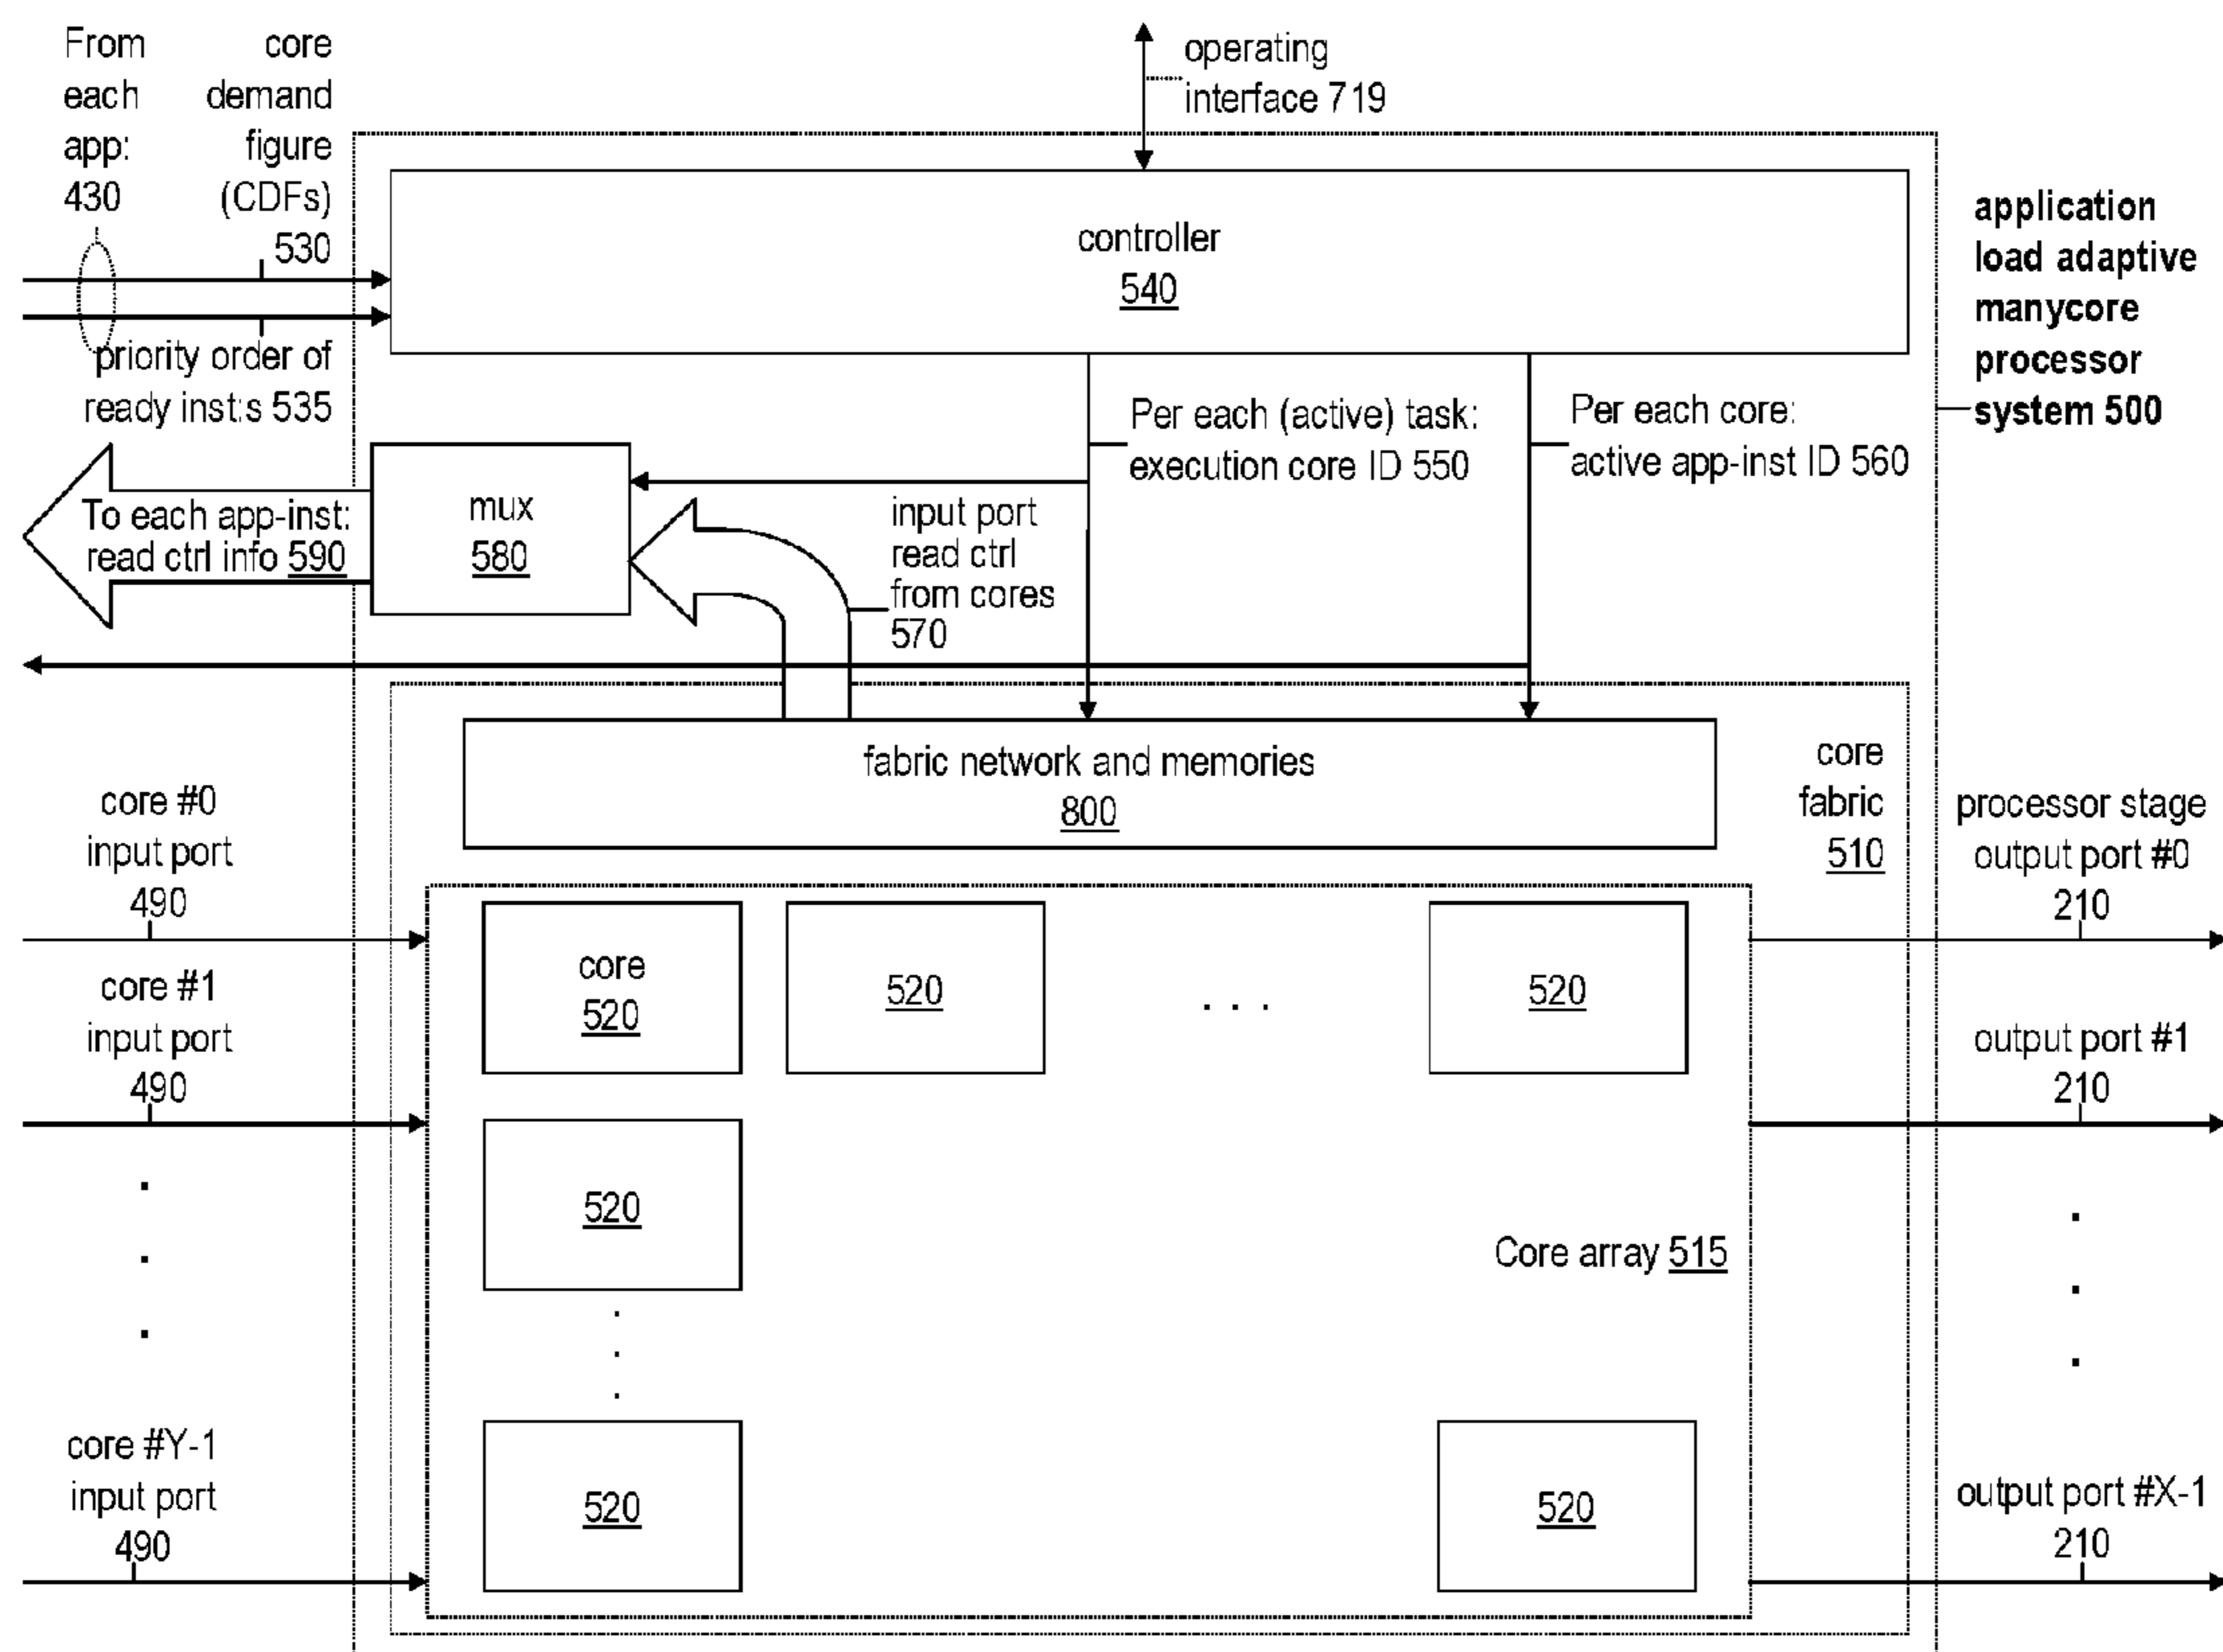 From
each
app:
430
core
demand
figure
(CDFs)
530
priority order of
ready inst:s 535
operating
interface 719
controller
540
application
load adaptive
manycore
processor
system 500
Per each (active) task:
execution core ID 550
Per each core:
active app-inst ID 560
To each app-inst:
read ctrl info 590
mux
580
input port
read ctrl
from cores
570
fabric network and memories
800
core
fabric
510
core #0
input port
490
core #1
input port
490
.
.
.
core #Y-1
input port
490
core
520
520
. . .
520
520
.
.
.
520
520
Core array 515
processor stage
output port #0
210
output port #1
210
.
.
.
output port #X-1
210